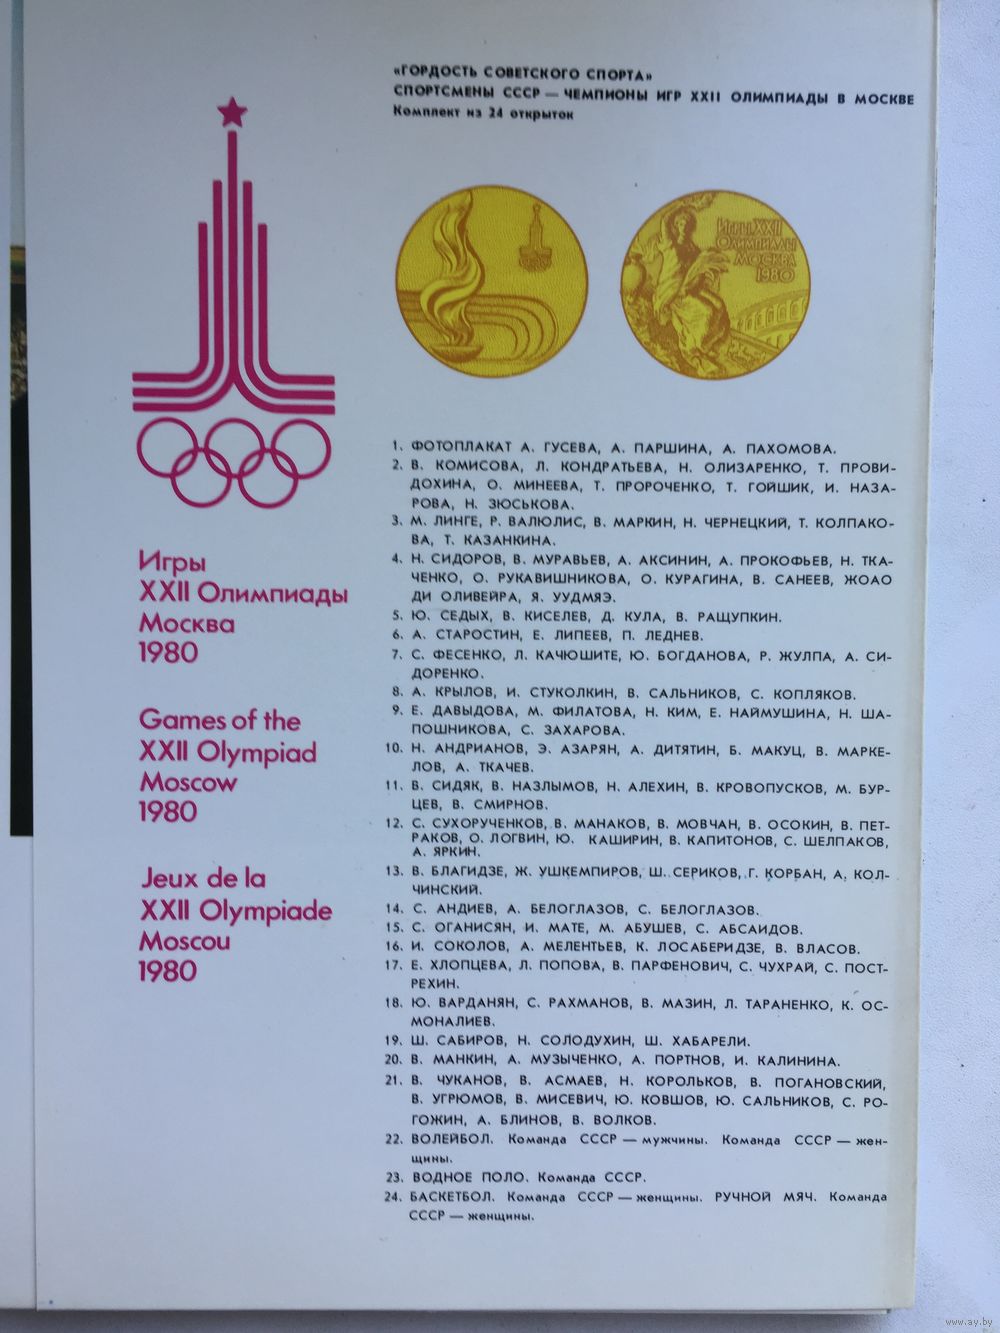 «ГОРДОСТЬ СОВЕТСКОГО СПОРТА»
СПОРТСМЕНЫ СССР — ЧЕМПИОНЫ ИГР XXII ОЛИМПИАДЫ В МОСКВЕ
Комплект из 24 открыток
ИГРЫ XXII
ОЛИМПИАДЫ
МОСКВА
1980
Игры
XXII Олимпиады
Москва
1980
Games of the
XXII Olympiad
Moscow
1980
Jeux de la
XXII Olympiade
Moscou
1980
1. ФОТОПЛАКАТ А. ГУСЕВА, А. ПАРШИНА, А. ПАХОМОВА.
2. В. КОМИСОВА, Л. КОНДРАТЬЕВА, Н. ОЛИЗАРЕНКО, Т. ПРОВИ-
ДОХИНА, О. МИНЕЕВА, Т. ПРОРОЧЕНКО, Т. ГОЙШИК, И. НАЗА-
РОВА, Н. ЗЮСЬКОВА.
3. М. ЛИНГЕ, Р. ВАЛЮЛИС, В. МАРКИН, Н. ЧЕРНЕЦКИЙ, Т. КОЛПАКО-
ВА, Т. КАЗАНКИНА.
4. Н. СИДОРОВ, В. МУРАВЬЕВ, А. АКСИНИН, А. ПРОКОФЬЕВ, Н. ТКА-
ЧЕНКО, О. РУКАВИШНИКОВА, О. КУРАГИНА, В. САНЕЕВ, ЖОАО
ДИ ОЛИВЕЙРА, Я. УУДМЯЭ.
5. Ю. СЕДЫХ, В. КИСЕЛЕВ, Д. КУЛА, В. РАЩУПКИН.
6. А. СТАРОСТИН, Е. ЛИПЕЕВ, П. ЛЕДНЕВ.
7. С. ФЕСЕНКО, Л. КАЧЮШИТЕ, Ю. БОГДАНОВА, Р. ЖУЛПА, А. СИ-
ДОРЕНКО.
8. А. КРЫЛОВ, И. СТУКОЛКИН, В. САЛЬНИКОВ, С. КОПЛЯКОВ.
9. Е. ДАВЫДОВА, М. ФИЛАТОВА, Н. КИМ, Е. НАЙМУШИНА, Н. ША-
ПОШНИКОВА, С. ЗАХАРОВА.
10. Н. АНДРИАНОВ, Э. АЗАРЯН, А. ДИТЯТИН, Б. МАКУЦ, В. МАРКЕ-
ЛОВ, А. ТКАЧЕВ.
11. В. СИДЯК, В. НАЗЛЫМОВ, Н. АЛЕХИН, В. КРОВОПУСКОВ, М. БУР-
ЦЕВ, В. СМИРНОВ.
12. С. СУХОРУЧЕНКОВ, В. МАНАКОВ, В. МОВЧАН, В. ОСОКИН, В. ПЕТ-
РАКОВ, О. ЛОГВИН, Ю. КАШИРИН, В. КАПИТОНОВ, С. ШЕЛПАКОВ,
А. ЯРКИН.
13. В. БЛАГИДЗЕ, Ж. УШКЕМПИРОВ, Ш. СЕРИКОВ, Г. КОРБАН, А. КОЛ-
ЧИНСКИЙ.
14. С. АНДИЕВ, А. БЕЛОГЛАЗОВ, С. БЕЛОГЛАЗОВ.
15. С. ОГАНИСЯН, И. МАТЕ, М. АБУШЕВ, С. АБСАИДОВ.
16. И. СОКОЛОВ, А. МЕЛЕНТЬЕВ, К. ЛОСАБЕРИДЗЕ, В. ВЛАСОВ.
17. Е. ХЛОПЦЕВА, Л. ПОПОВА, В. ПАРФЕНОВИЧ, С. ЧУХРАЙ, С. ПОСТ-
РЕХИН.
18. Ю. ВАРДАНЯН, С. РАХМАНОВ, В. МАЗИН, Л. ТАРАНЕНКО, К. ОС-
МОНАЛИЕВ.
19. Ш. САБИРОВ, Н. СОЛОДУХИН, Ш. ХАБАРЕЛИ.
20. В. МАНКИН, А. МУЗЫЧЕНКО, А. ПОРТНОВ, И. КАЛИНИНА.
21. В. ЧУКАНОВ, В. АСМАЕВ, Н. КОРОЛЬКОВ, В. ПОГАНОВСКИЙ,
В. УГРЮМОВ, В. МИСЕВИЧ, Ю. КОВШОВ, Ю. САЛЬНИКОВ, С. РО-
ГОЖИН, А. БЛИНОВ, В. ВОЛКОВ.
22. ВОЛЕЙБОЛ. Команда СССР — мужчины. Команда СССР — жен-
щины.
23. ВОДНОЕ ПОЛО. Команда СССР.
24. БАСКЕТБОЛ. Команда СССР — женщины. РУЧНОЙ МЯЧ. Команда
СССР — женщины.
www.ay.by